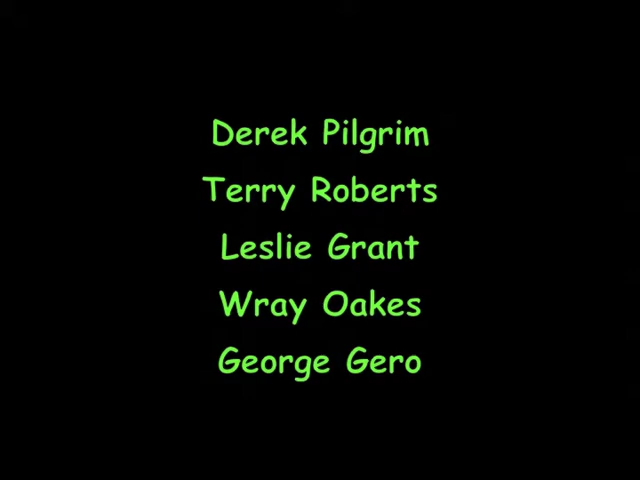 Derek Pilgrim
Terry Roberts
Leslie Grant
Wray Oakes
George Gero